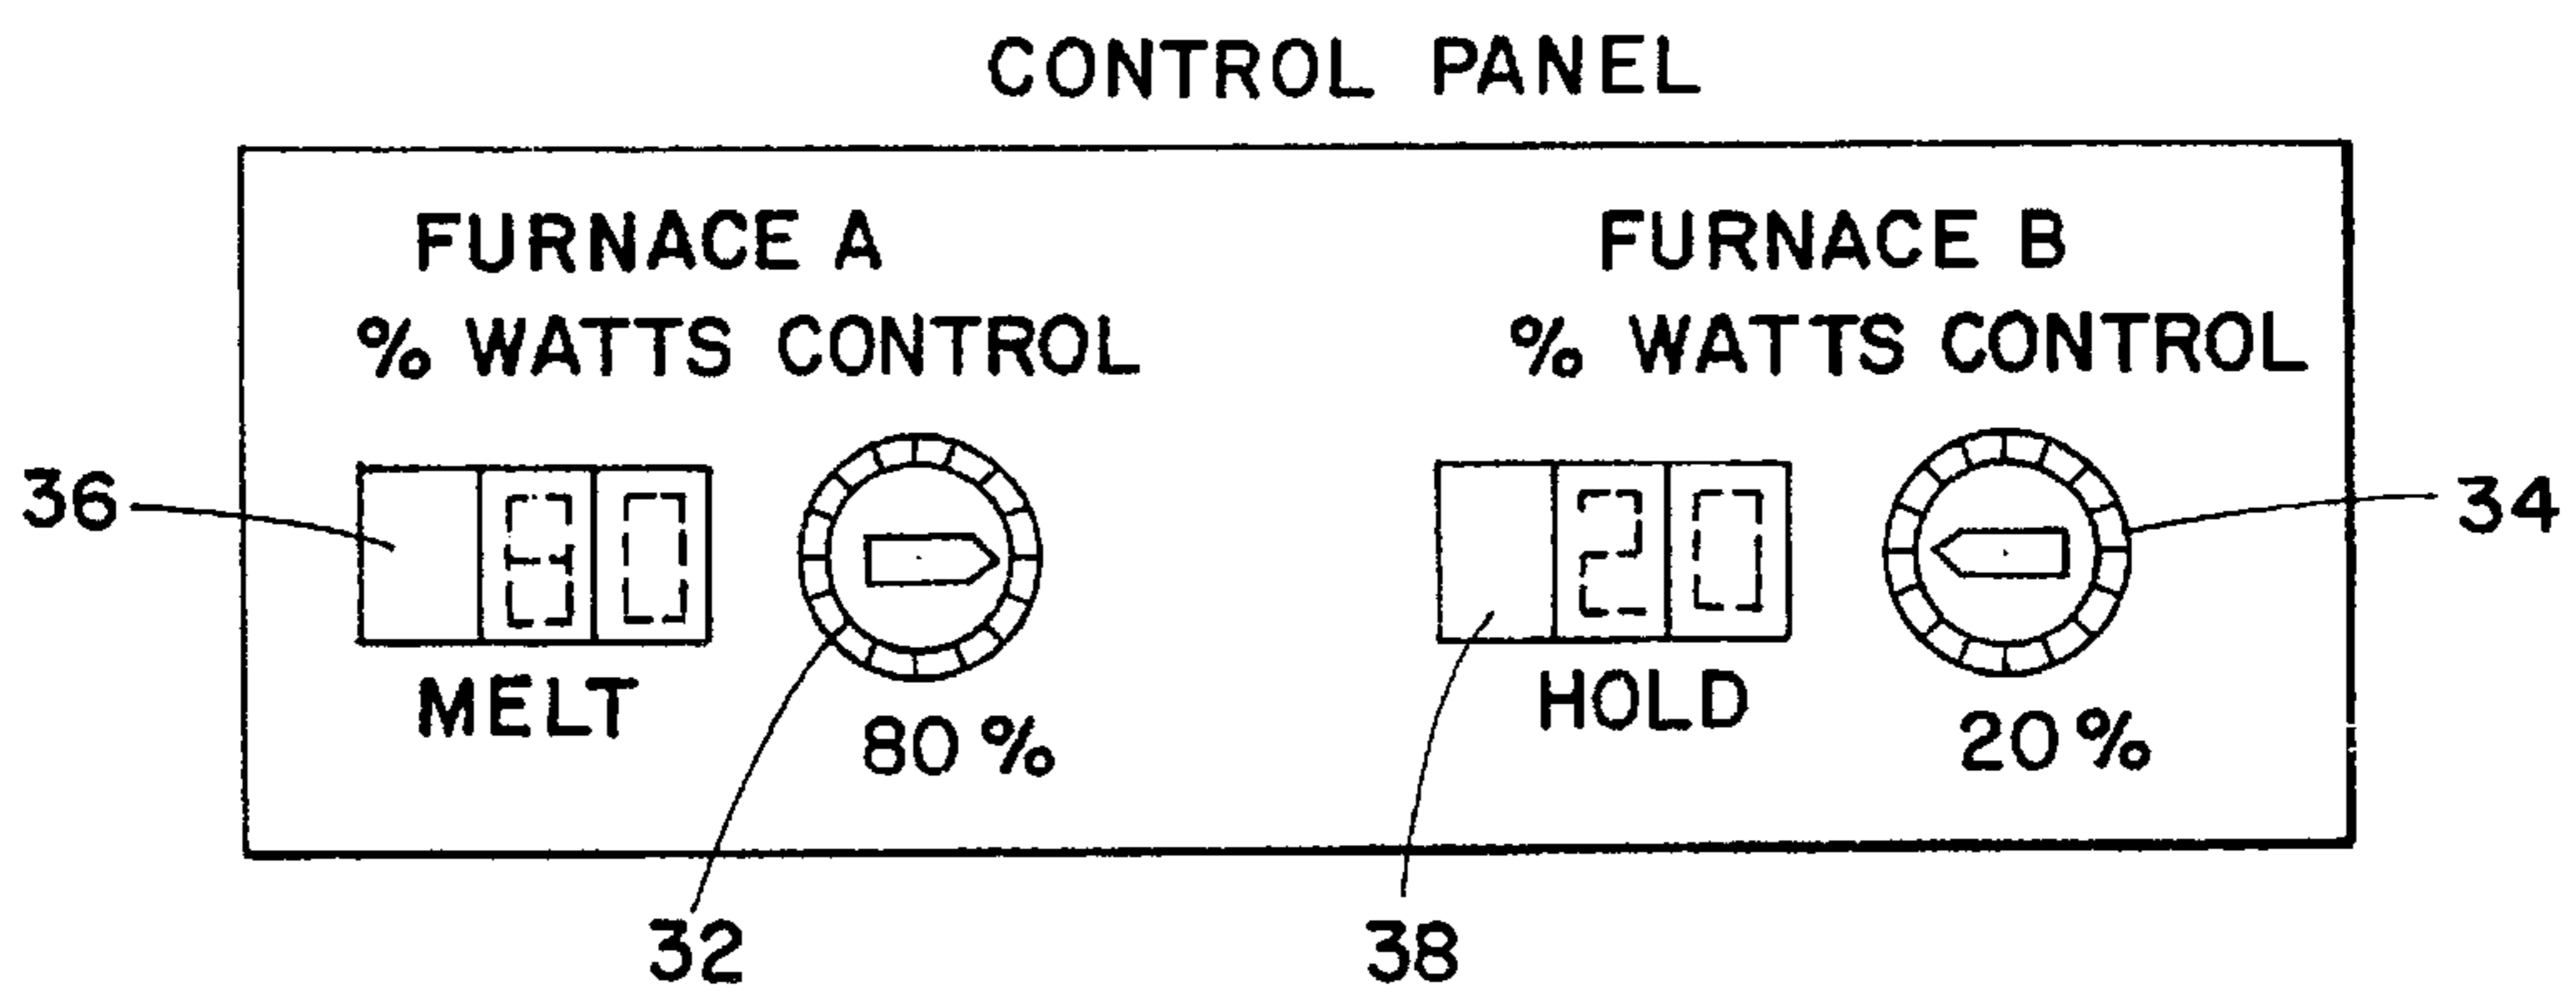 CONTROL PANEL
FURNACE A
% WATTS CONTROL
FURNACE B
% WATTS CONTROL
36
80
20
34
MELT
80%
HOLD
20%
32
38